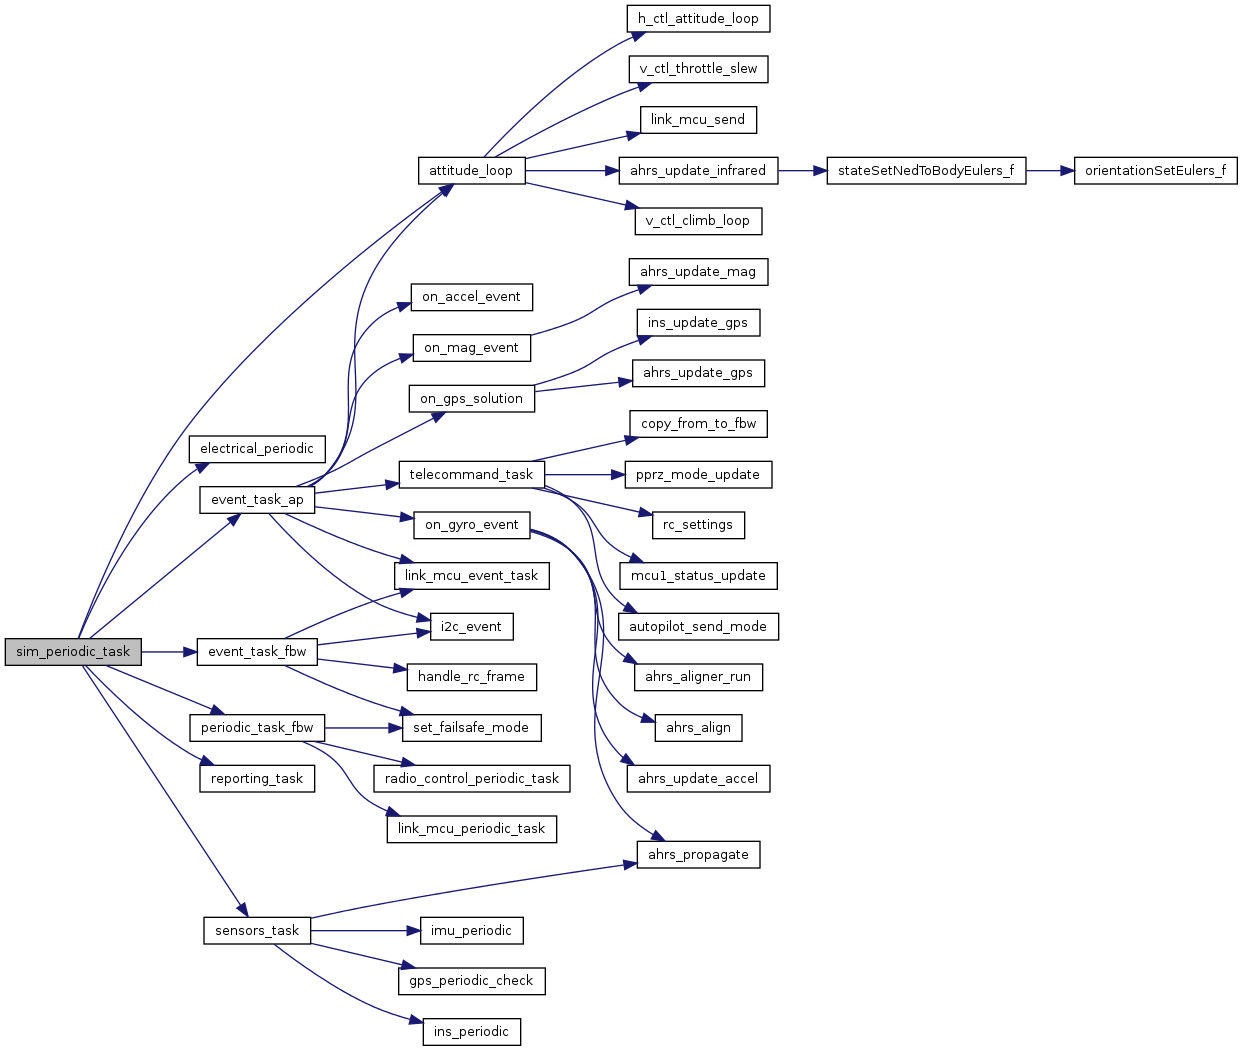 h_ctl_attitude_loop
v_ctl_throttle_slew
link_mcu_send
attitude_loop
ahrs_update_infrared
stateSetNedToBodyEulers_f
orientationSetEulers_f
v_ctl_climb_loop
ahrs_update_mag
on_accel_event
ins_update_gps
on_mag_event
ahrs_update_gps
on_gps_solution
copy_from_to_fbw
electrical_periodic
telecommand_task
pprz_mode_update
event_task_ap
on_gyro_event
rc_settings
link_mcu_event_task
mcu1_status_update
i2c_event
autopilot_send_mode
sim_periodic_task
event_task_fbw
handle_rc_frame
ahrs_aligner_run
periodic_task_fbw
set_failsafe_mode
ahrs_align
reporting_task
radio_control_periodic_task
ahrs_update_accel
link_mcu_periodic_task
ahrs_propagate
sensors_task
imu_periodic
gps_periodic_check
ins_periodic